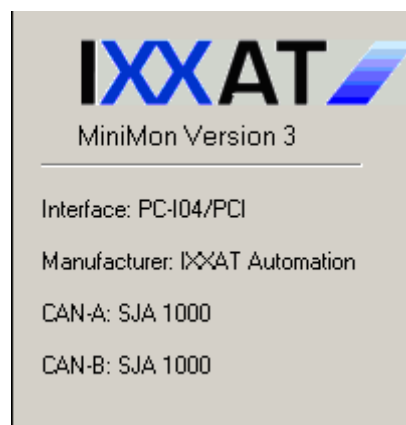 IXXAT
MiniMon Version 3
Interface: PC-I04/PCI
Manufacturer: IXXAT Automation
CAN-A: SJA 1000
CAN-B: SJA 1000